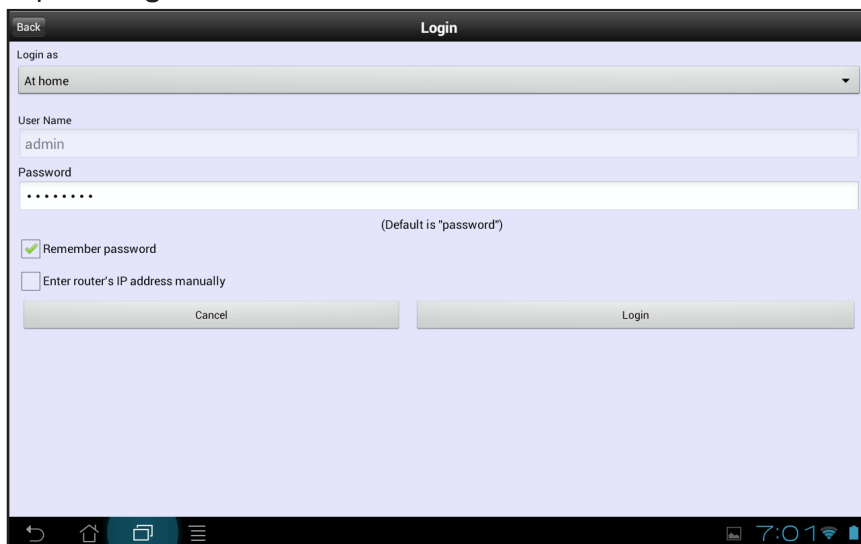 Back
Login
Login as
At home
User Name
admin
Password
••••••••
(Default is "password")
Remember password
Enter router's IP address manually
Cancel
Login
7:01